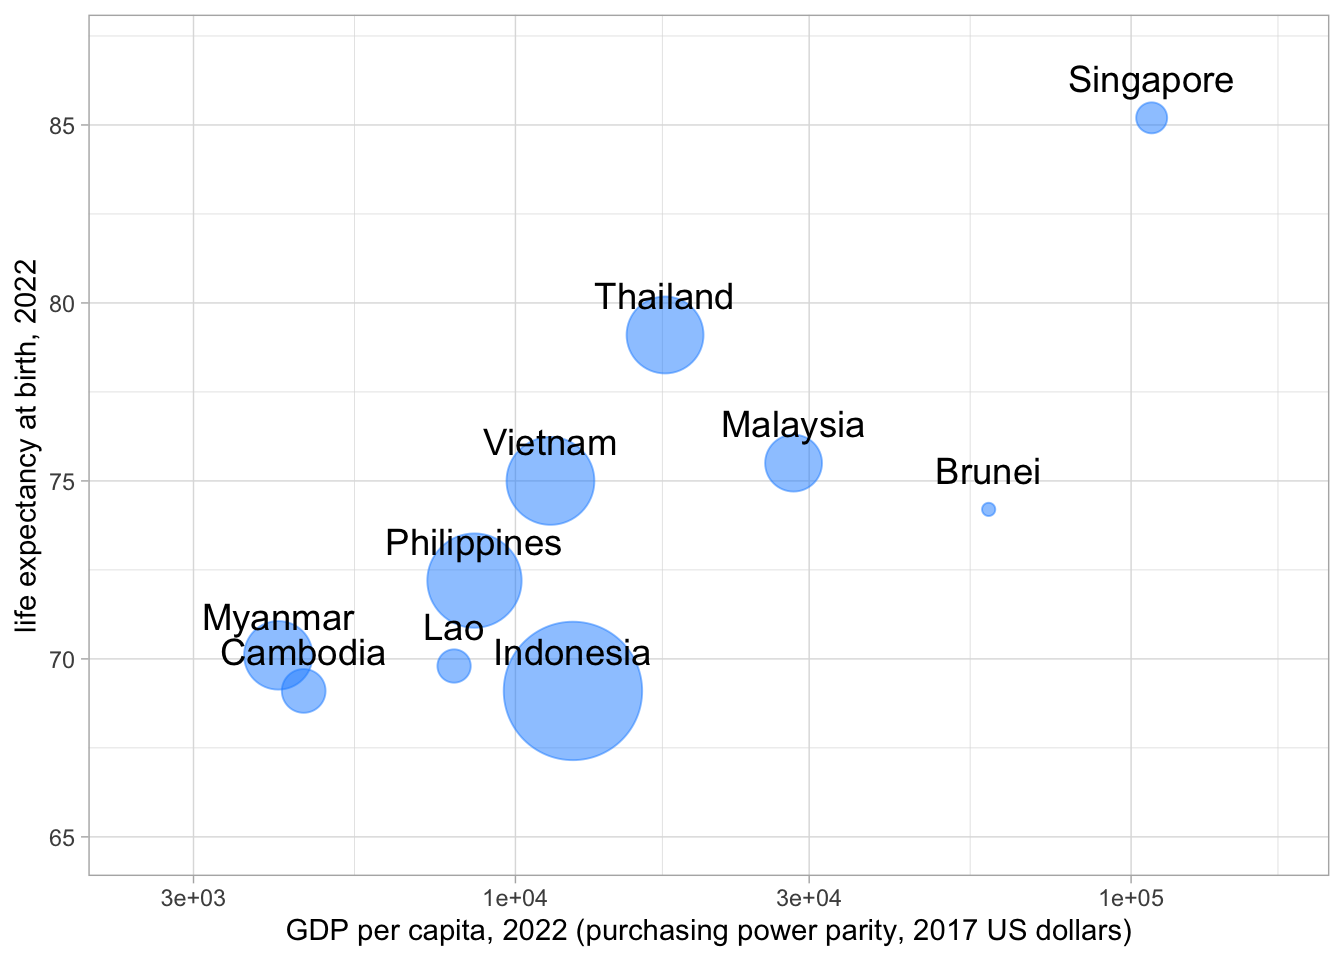 Singapore
85
Thailand
80
Malaysia
Vietnam
Brunei
75
Philippines
Myanmar
Lao
Cambodia
Indonesia
70
65
life expectancy at birth, 2022
3e+03 1e+04 3e+04 1e+05
GDP per capita, 2022 (purchasing power parity, 2017 US dollars)